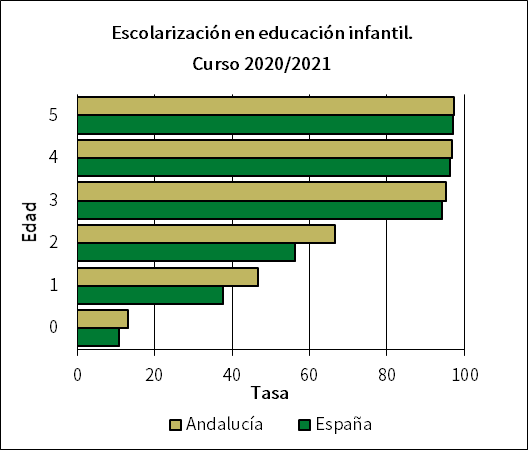 Escolarización en educación infantil.
Curso 2020/2021
5
4
3
2
1
0
Edad
0 20 40 60 80 100
Tasa
Andalucía España